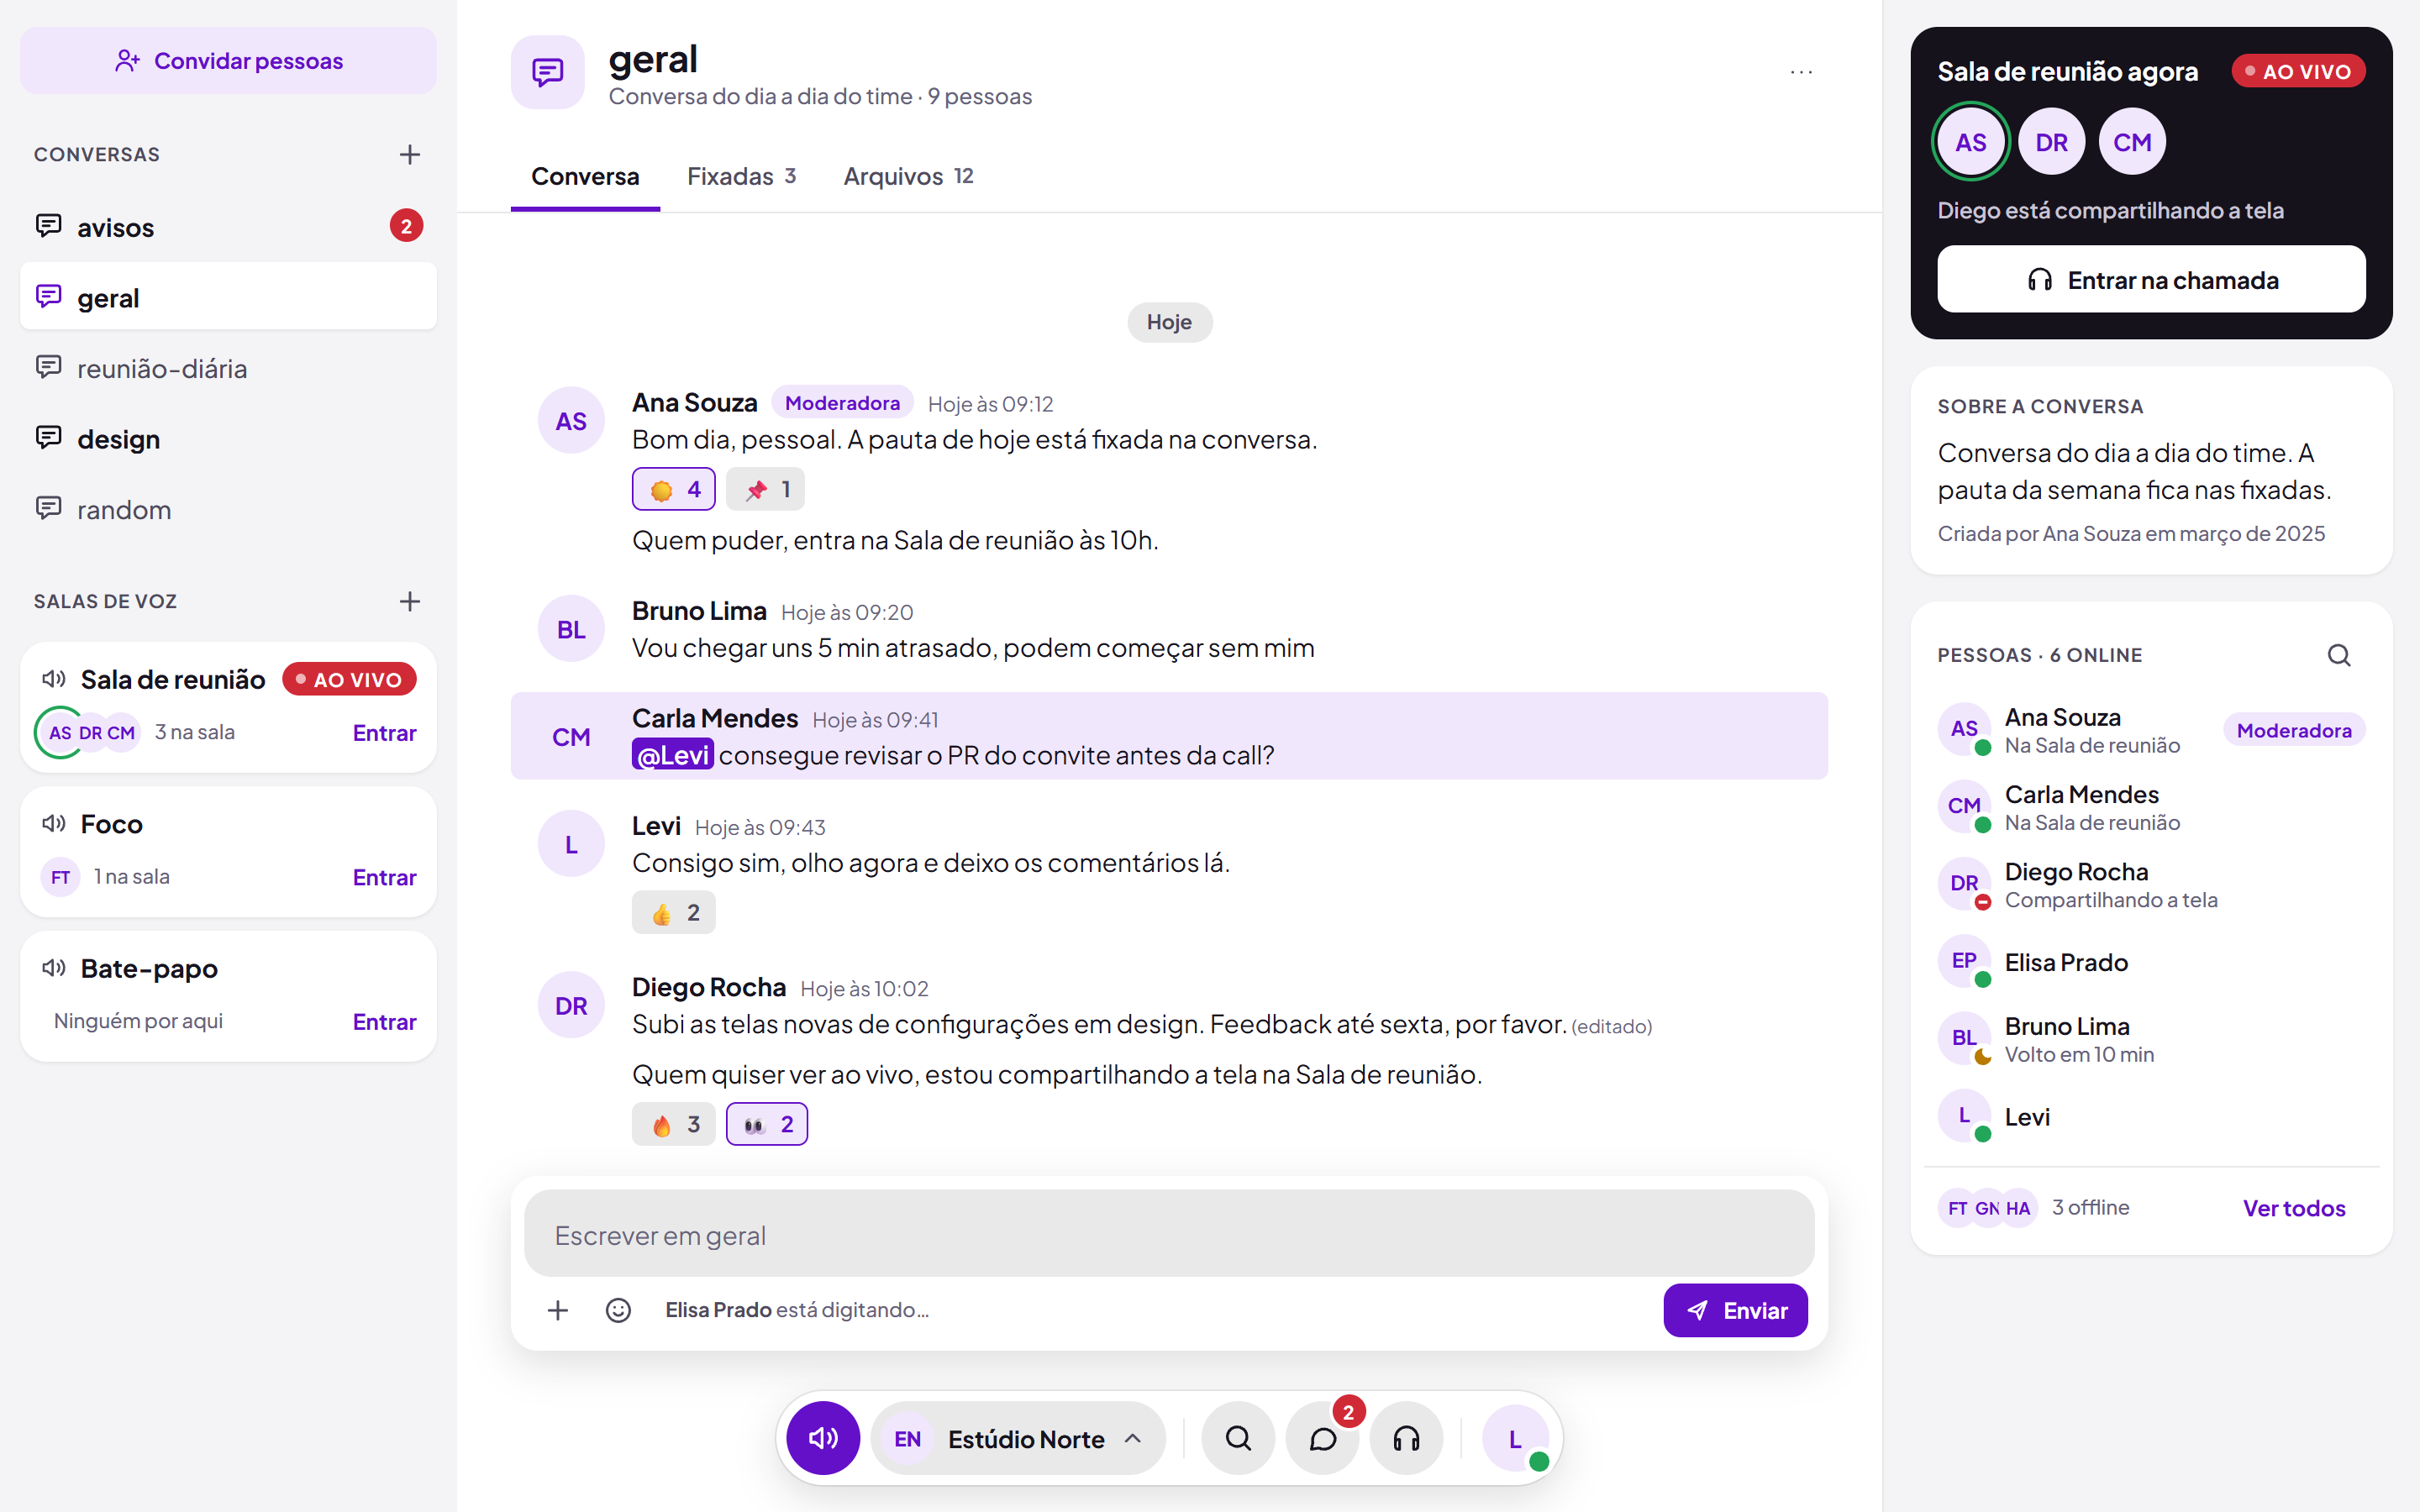 Convidar pessoas
CONVERSAS
avisos 2
geral
reunião-diária
design
random
SALAS DE VOZ
Sala de reunião AO VIVO
AS DR CM 3 na sala Entrar
Foco
FT 1 na sala Entrar
Bate-papo
Ninguém por aqui Entrar
geral
Conversa do dia a dia do time · 9 pessoas
Conversa Fixadas 3 Arquivos 12
Hoje
AS Ana Souza Moderadora Hoje às 09:12
Bom dia, pessoal. A pauta de hoje está fixada na conversa.
4 1
Quem puder, entra na Sala de reunião às 10h.
BL Bruno Lima Hoje às 09:20
Vou chegar uns 5 min atrasado, podem começar sem mim
CM Carla Mendes Hoje às 09:41
@Levi consegue revisar o PR do convite antes da call?
L Levi Hoje às 09:43
Consigo sim, olho agora e deixo os comentários lá.
2
DR Diego Rocha Hoje às 10:02
Subi as telas novas de configurações em design. Feedback até sexta, por favor. (editado)
Quem quiser ver ao vivo, estou compartilhando a tela na Sala de reunião.
3 2
Escrever em geral
Elisa Prado está digitando…
Enviar
EN Estúdio Norte 2 L
Sala de reunião agora AO VIVO
AS DR CM
Diego está compartilhando a tela
Entrar na chamada
SOBRE A CONVERSA
Conversa do dia a dia do time. A
pauta da semana fica nas fixadas.
Criada por Ana Souza em março de 2025
PESSOAS · 6 ONLINE
AS Ana Souza Moderadora
Na Sala de reunião
CM Carla Mendes
Na Sala de reunião
DR Diego Rocha
Compartilhando a tela
EP Elisa Prado
BL Bruno Lima
Volto em 10 min
L Levi
FT GN HA 3 offline Ver todos